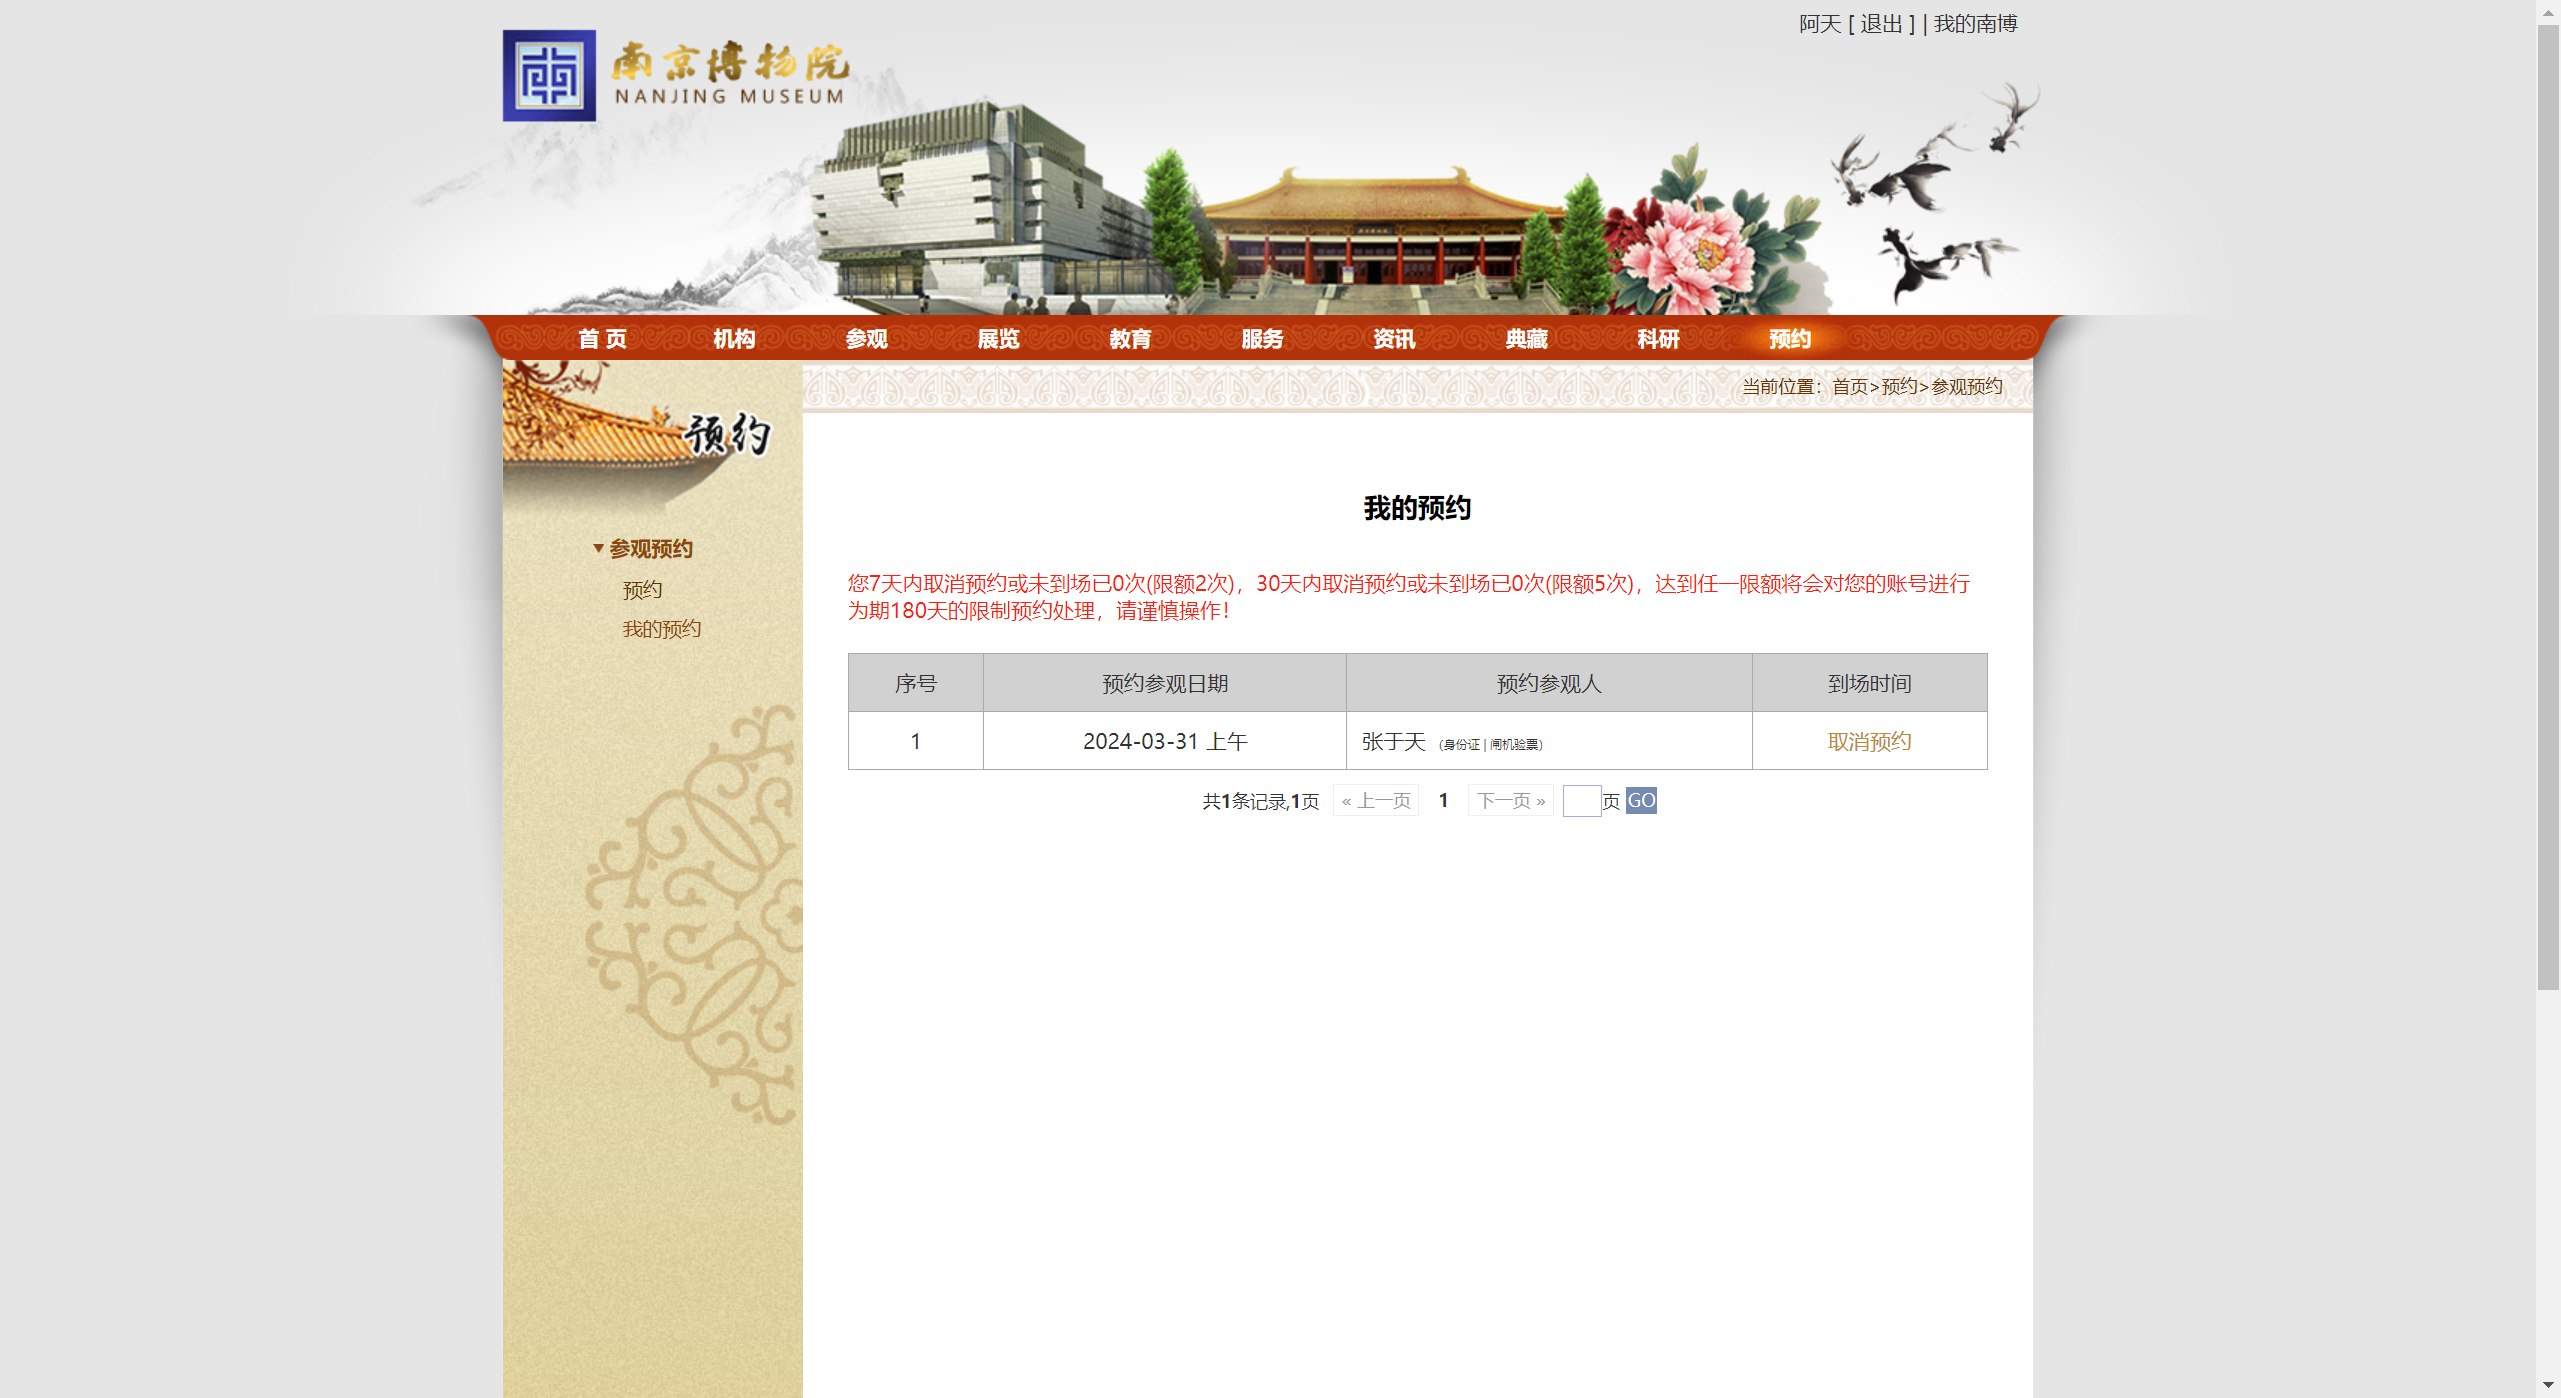 阿天 [ 退出 ] | 我的南博
南京博物院
NANJING MUSEUM
首 页 机构 参观 展览 教育 服务 资讯 典藏 科研 预约
当前位置：首页>预约>参观预约
预约
参观预约
预约
我的预约
我的预约
您7天内取消预约或未到场已0次(限额2次)，30天内取消预约或未到场已0次(限额5次)，达到任一限额将会对您的账号进行
为期180天的限制预约处理，请谨慎操作！
序号 预约参观日期 预约参观人 到场时间
1 2024-03-31 上午 张于天 （身份证 | 闸机验票） 取消预约
共1条记录,1页 « 上一页 1 下一页 » 页 GO